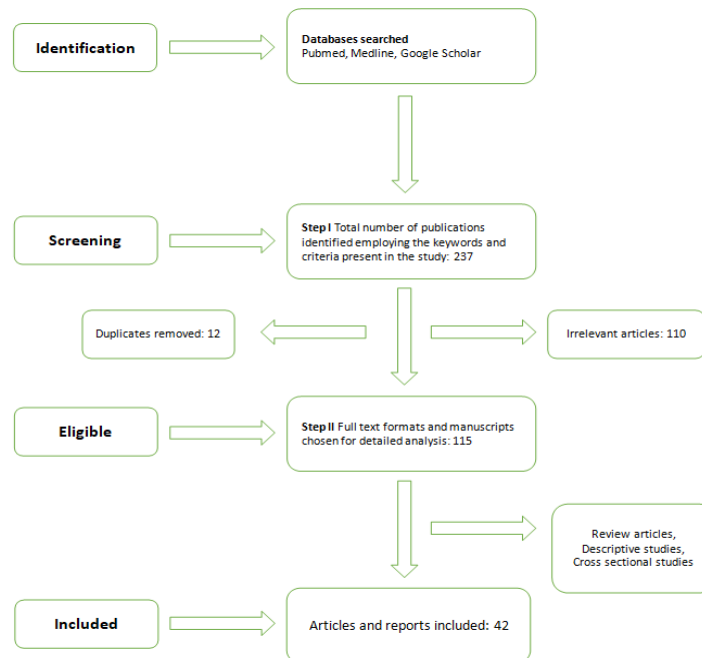 Identification
Databases searched
Pubmed, Medline, Google Scholar
Screening
Step I Total number of publications
identified employing the keywords and
criteria present in the study: 237
Duplicates removed: 12
Irrelevant articles: 110
Eligible
Step II Full text formats and manuscripts
chosen for detailed analysis: 115
Review articles,
Descriptive studies,
Cross sectional studies
Included
Articles and reports included: 42